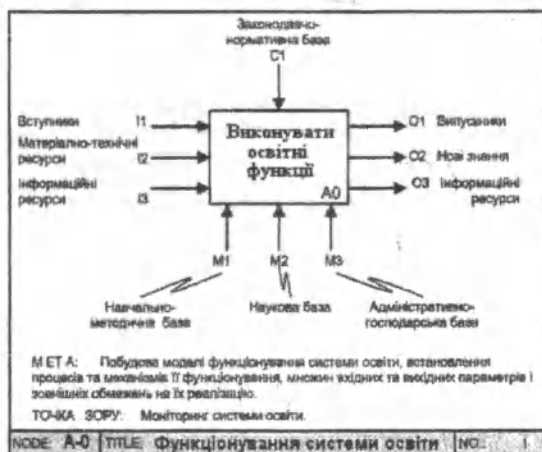 Законодавчо-
нормативна база
C1
Вступники I1
Матеріально-технічні
ресурси I2
Інформаційні
ресурси I3
Виконувати
освітні
функції
A0
O1 Випускники
O2 Нові знання
O3 Інформаційні
ресурси
M1 M2 M3
Навчально-
методична база
Наукова база
Адміністративно-
господарська база
М ЕТ А: Побудова моделі функціонування системи освіти, встановлення
процесів та механізмів її функціонування, множин вхідних та вихідних параметрів і
зовнішніх обмежень на їх реалізацію.
ТОЧКА ЗОРУ: Моніторинг системи освіти.
NODE: A-0 TITLE: Функціонування системи освіти NO.: 1